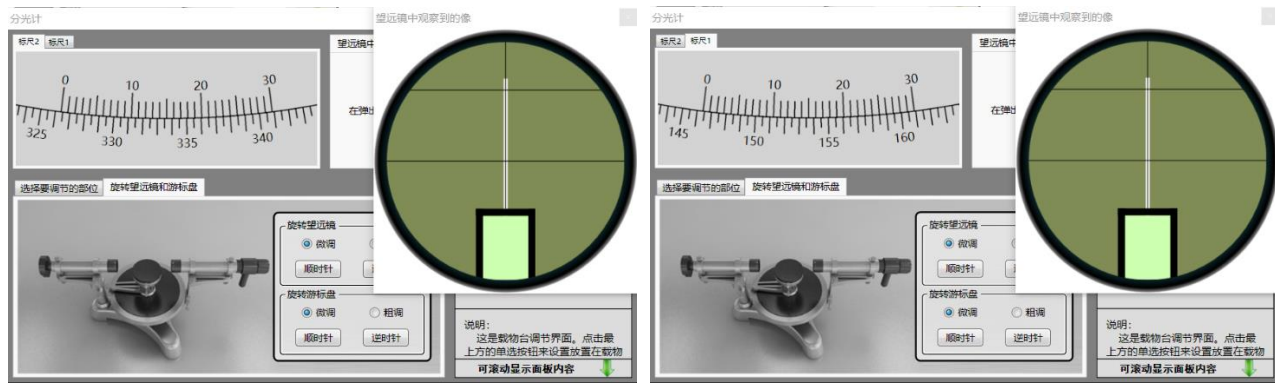 分光计
望远镜中观察到的像
标尺2 标尺1
望远镜中
0 10 20 30
325 330 335 340
在弹出
选择要调节的部位 旋转望远镜和游标盘
旋转望远镜
微调
顺时针
旋转游标盘
微调 粗调
顺时针 逆时针
说明：
这是载物台调节界面。点击最
上方的单选按钮来设置放置在载物
可滚动显示面板内容
分光计
望远镜中观察到的像
标尺2 标尺1
望远镜中
0 10 20 30
145 150 155 160
在弹出
选择要调节的部位 旋转望远镜和游标盘
旋转望远镜
微调
顺时针
旋转游标盘
微调 粗调
顺时针 逆时针
说明：
这是载物台调节界面。点击最
上方的单选按钮来设置放置在载物
可滚动显示面板内容